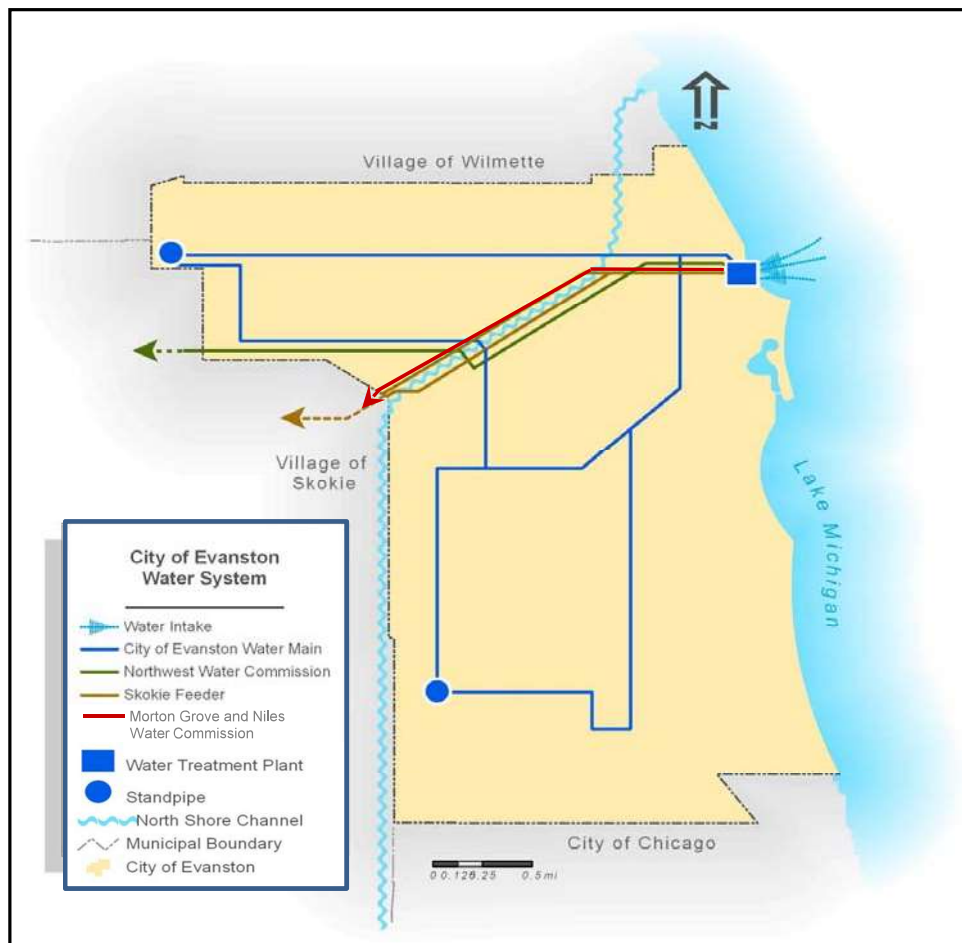 N
Village of Wilmette
Village of
Skokie
Lake Michigan
City of Evanston
Water System
Water Intake
City of Evanston Water Main
Northwest Water Commission
Skokie Feeder
Morton Grove and Niles
Water Commission
Water Treatment Plant
Standpipe
North Shore Channel
Municipal Boundary
City of Evanston
City of Chicago
0 0.125 0.25 0.5 mi